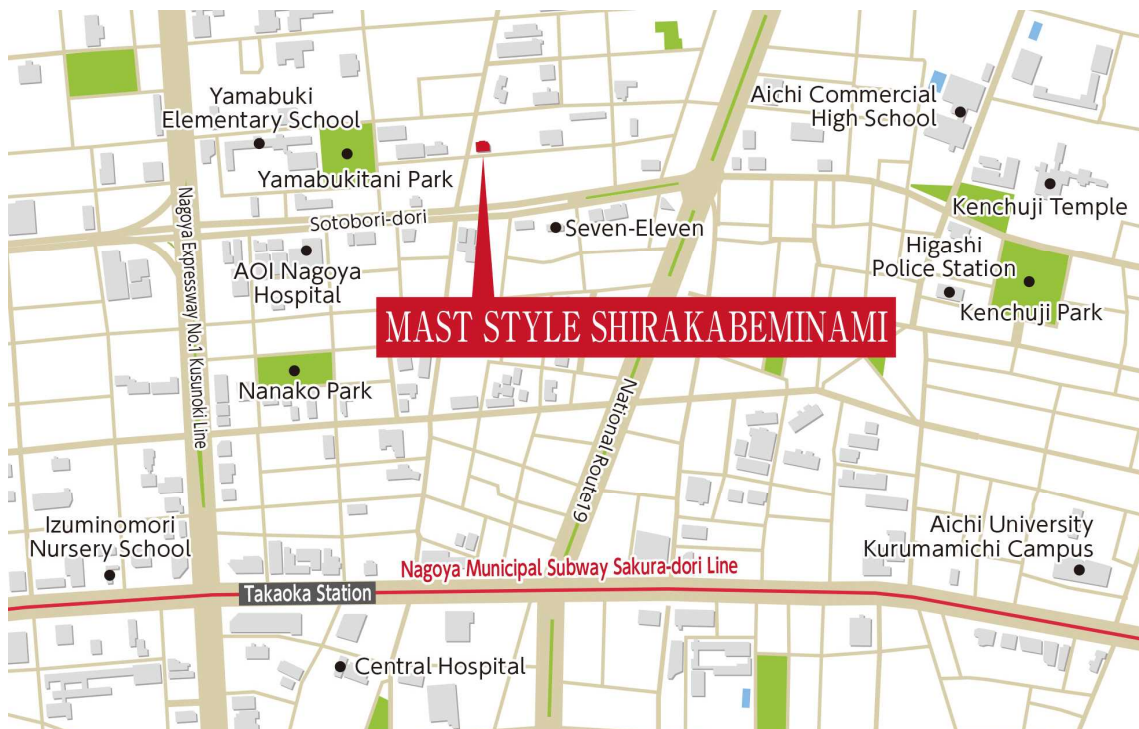 Yamabuki
Elementary School
Aichi Commercial
High School
Yamabukitani Park
Kenchuji Temple
Sotobori-dori
Seven-Eleven
Higashi
Police Station
AOI Nagoya
Hospital
Kenchuji Park
MAST STYLE SHIRAKABEMINAMI
Nagoya Expressway No.1 Kusunoki Line
Nanako Park
National Route19
Izuminomori
Nursery School
Aichi University
Kurumamichi Campus
Nagoya Municipal Subway Sakura-dori Line
Takaoka Station
Central Hospital